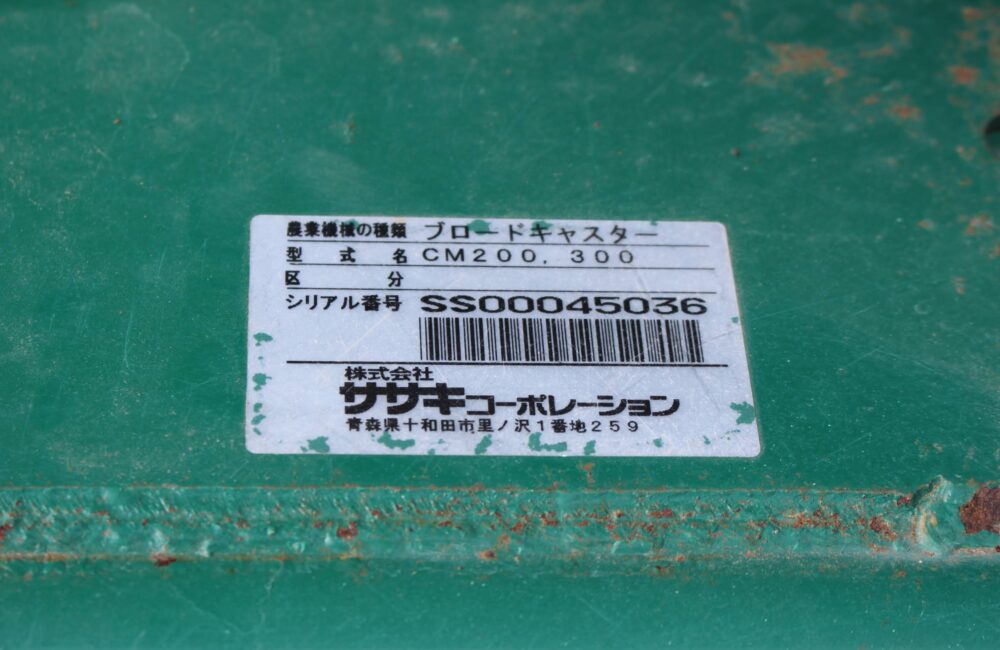 農業機械の種類 ブロードキャスター
型式名 CM200,300
区分
シリアル番号 SS00045036
株式会社
ササキコーポレーション
青森県十和田市里ノ沢1番地259